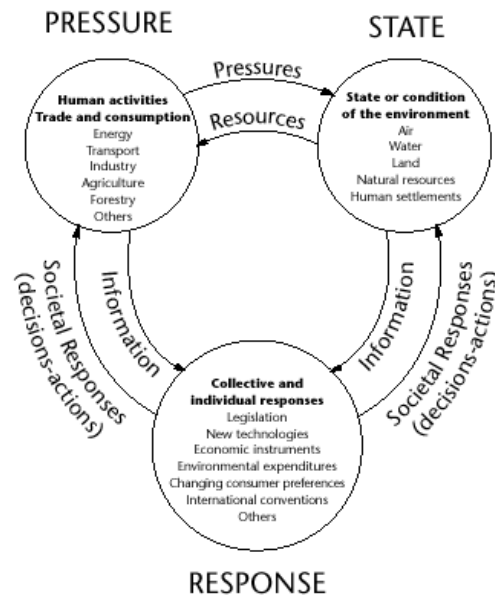 PRESSURE
STATE
Pressures
Resources
Human activities
Trade and consumption
Energy
Transport
Industry
Agriculture
Forestry
Others
State or condition
of the environment
Air
Water
Land
Natural resources
Human settlements
Societal Responses
(decisions-actions)
Information
Information
Societal Responses
(decisions-actions)
Collective and
individual responses
Legislation
New technologies
Economic instruments
Environmental expenditures
Changing consumer preferences
International conventions
Others
RESPONSE